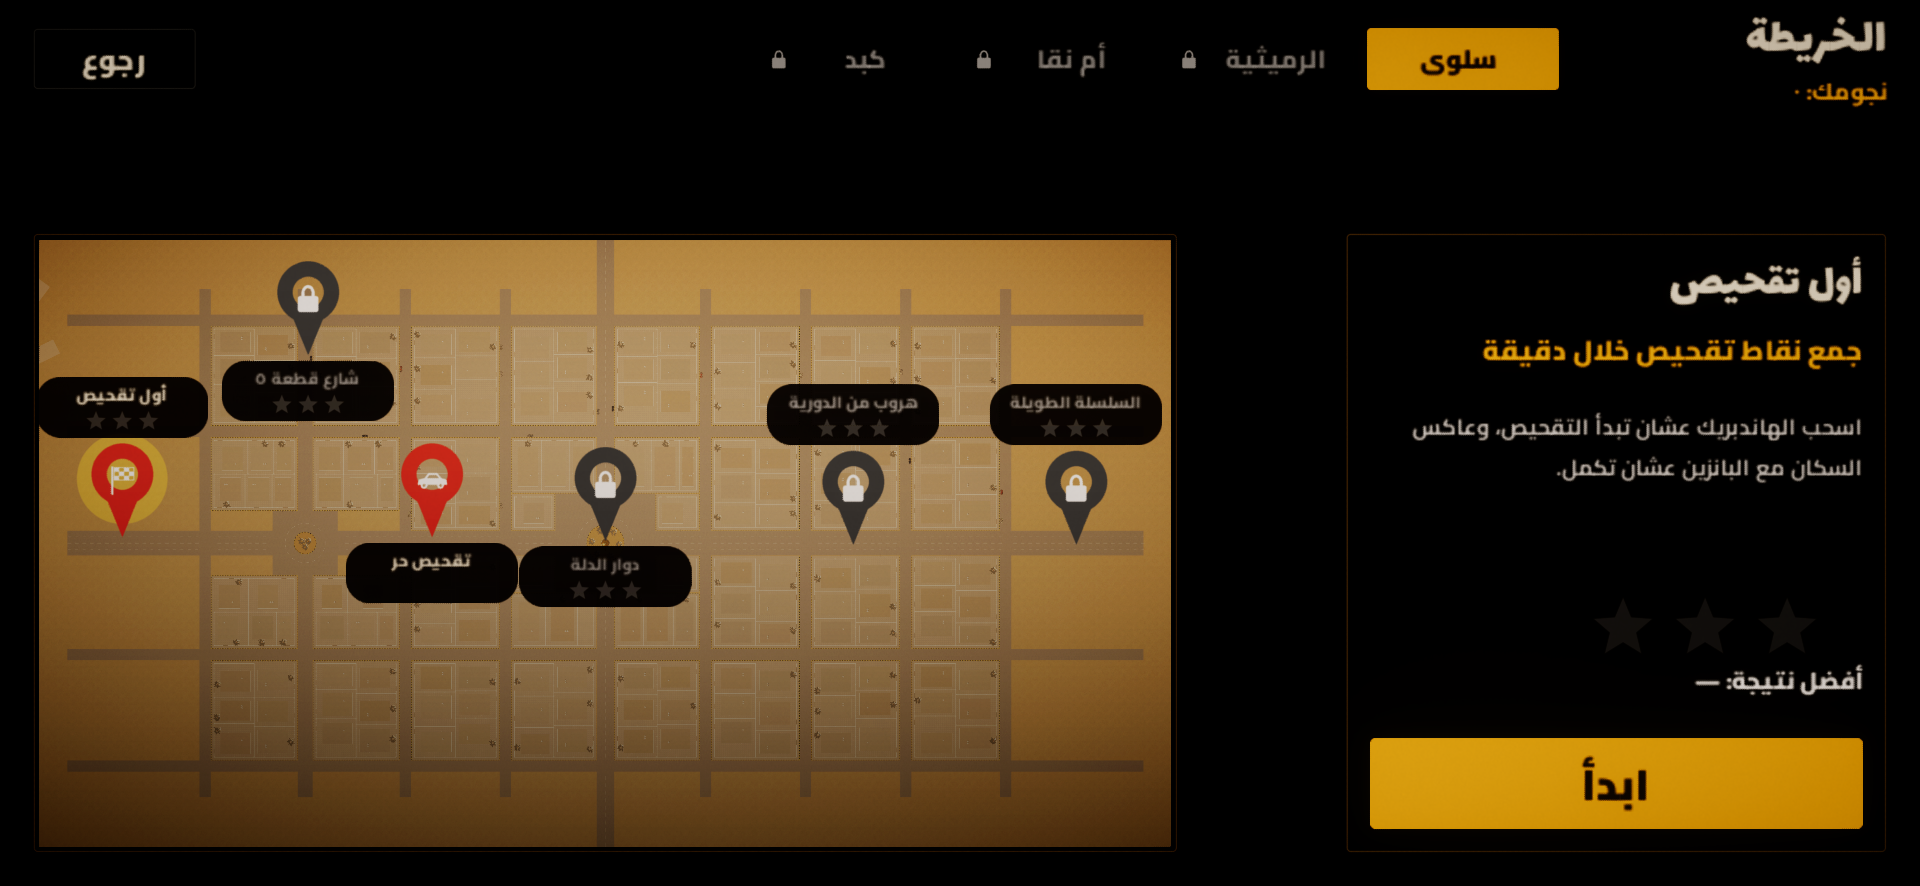 الخريطة
نجومك: ٠
سلوى
الرميثية
أم نقا
كبد
رجوع
أول تقحيص
جمع نقاط تقحيص خلال دقيقة
اسحب الهاندبريك عشان تبدأ التقحيص، وعاكس
السكان مع البانزين عشان تكمل.
أفضل نتيجة: —
ابدأ
السلسلة الطويلة
هروب من الدورية
دوار الدلة
تقحيص حر
شارع قطعة ٥
أول تقحيص